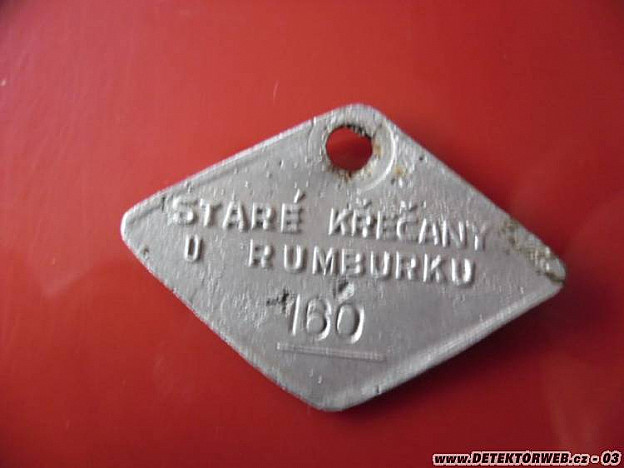 STARÉ KŘEČANY
U RUMBURKU
160
www.DETEKTORWEB.cz - 03